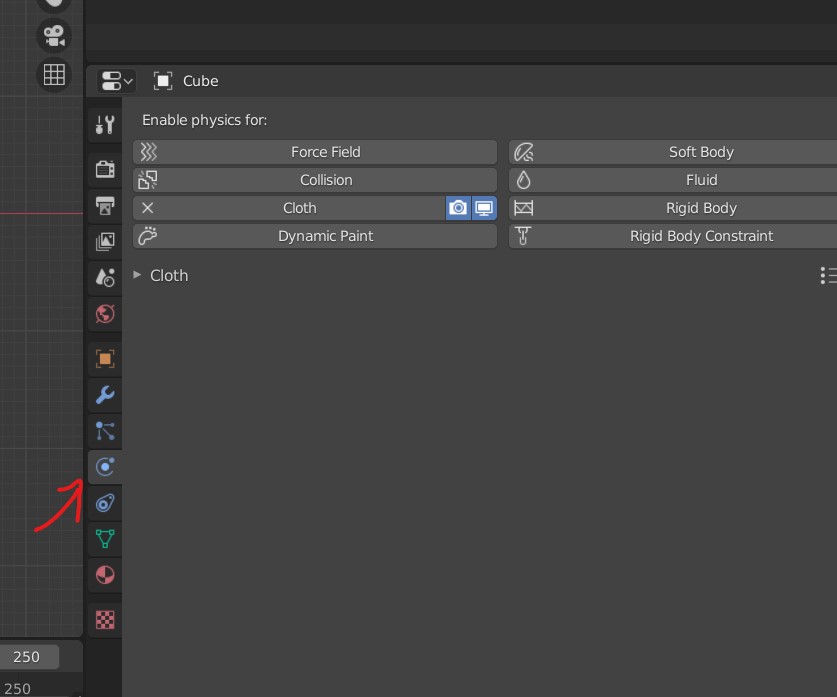 Cube
Enable physics for:
Force Field
Soft Body
Collision
Fluid
Cloth
Rigid Body
Dynamic Paint
Rigid Body Constraint
Cloth
250
250